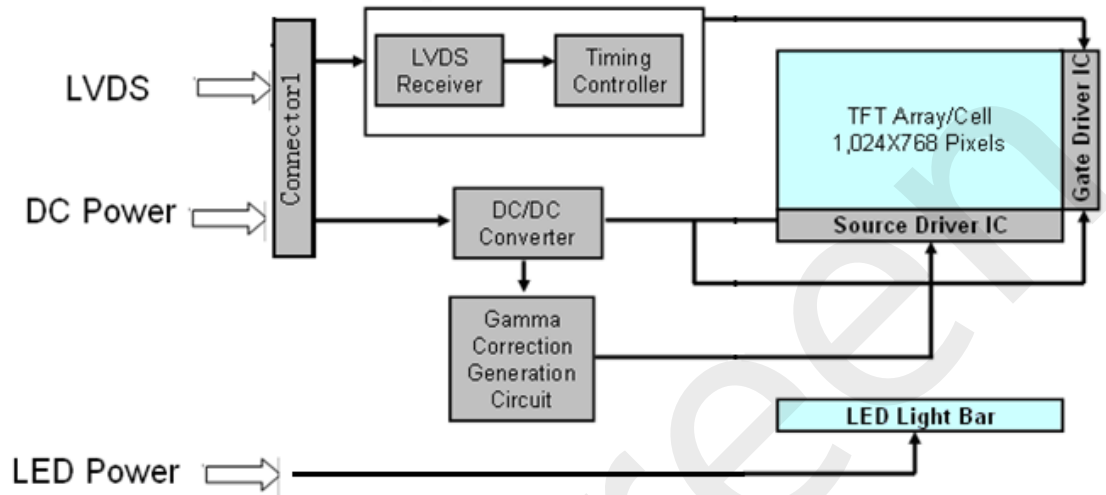 LVDS
Connector1
LVDS
Receiver
Timing
Controller
TFT Array/Cell
1,024X768 Pixels
Gate Driver IC
DC Power
DC/DC
Converter
Source Driver IC
Gamma
Correction
Generation
Circuit
LED Light Bar
LED Power